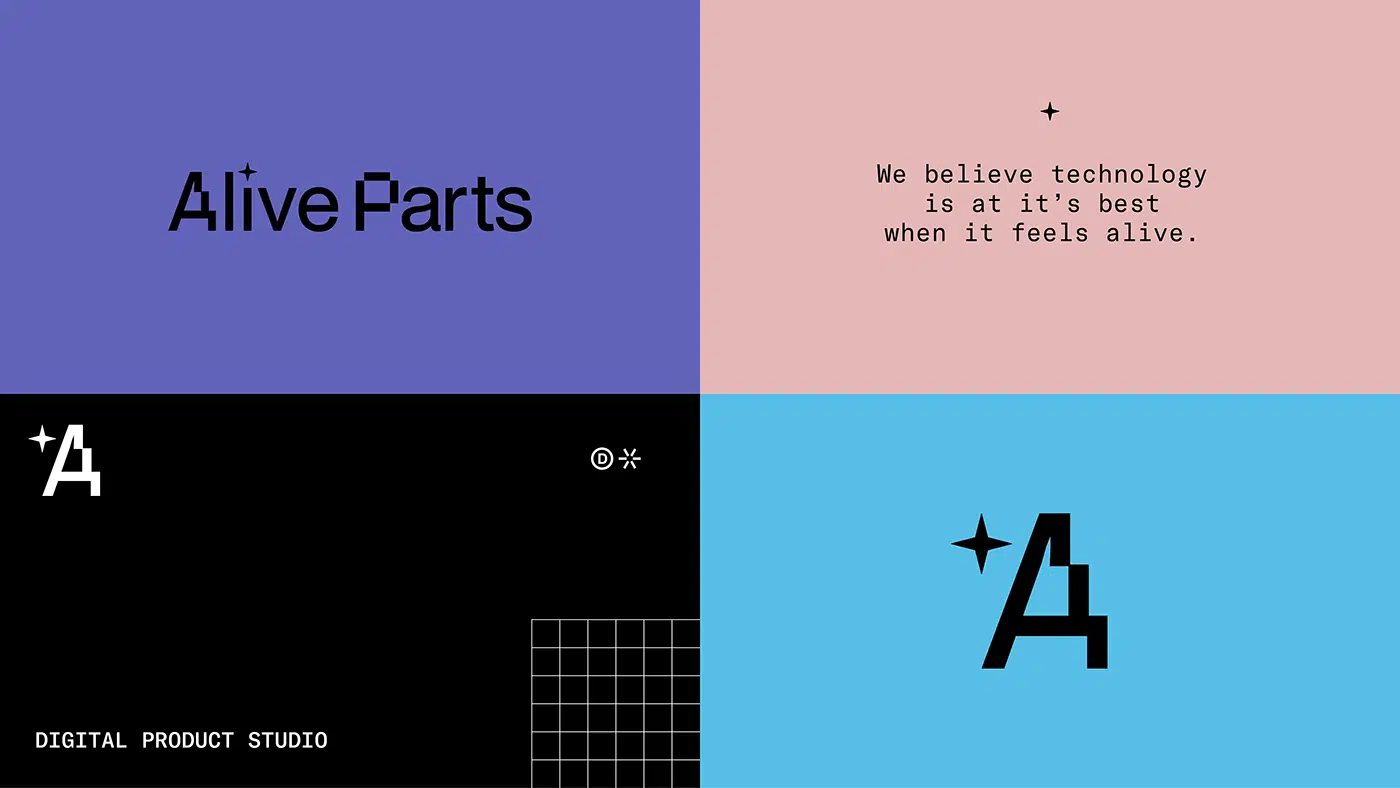 Alive Parts
We believe technology
is at it’s best
when it feels alive.
A
D
DIGITAL PRODUCT STUDIO
A